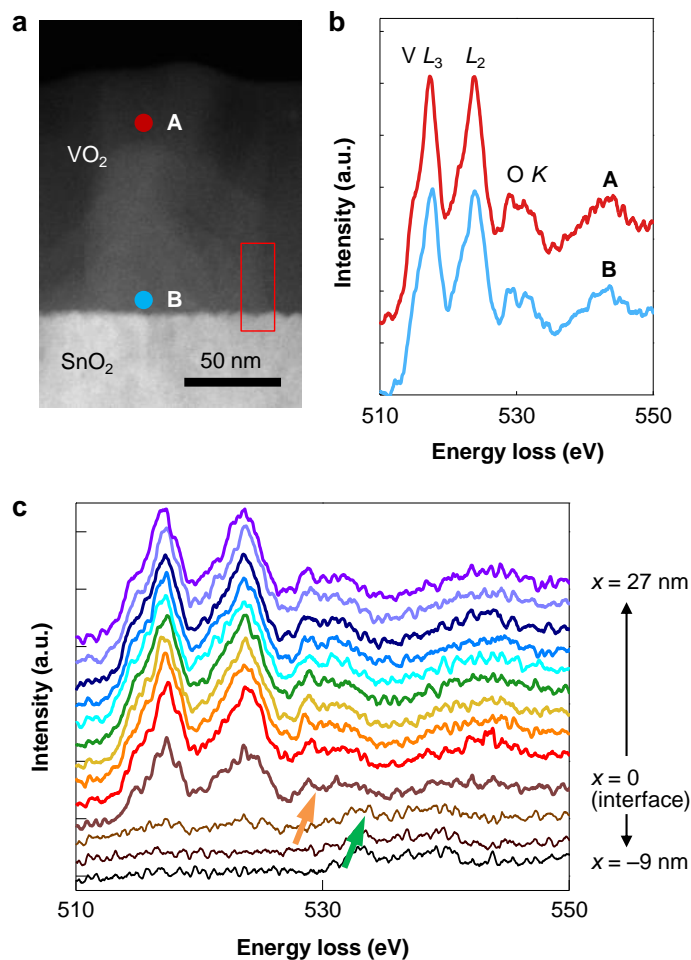 a
A
VO2
B
SnO2
50 nm
b
V L3
L2
O K
A
B
Intensity (a.u.)
510
530
550
Energy loss (eV)
c
x = 27 nm
x = 0
(interface)
x = –9 nm
Intensity (a.u.)
510
530
550
Energy loss (eV)